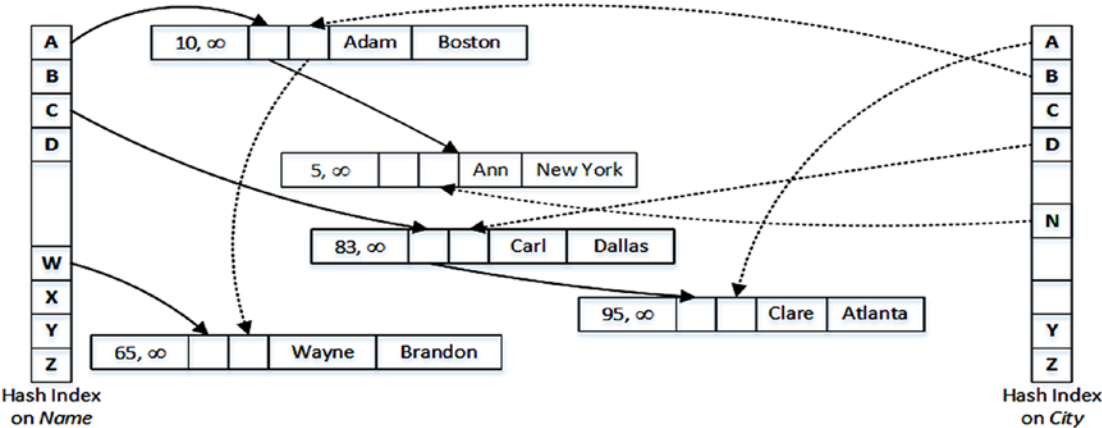 A
B
C
D
W
X
Y
Z
Hash Index
on Name
10, ∞ Adam Boston
5, ∞ Ann New York
83, ∞ Carl Dallas
95, ∞ Clare Atlanta
65, ∞ Wayne Brandon
A
B
C
D
N
Y
Z
Hash Index
on City